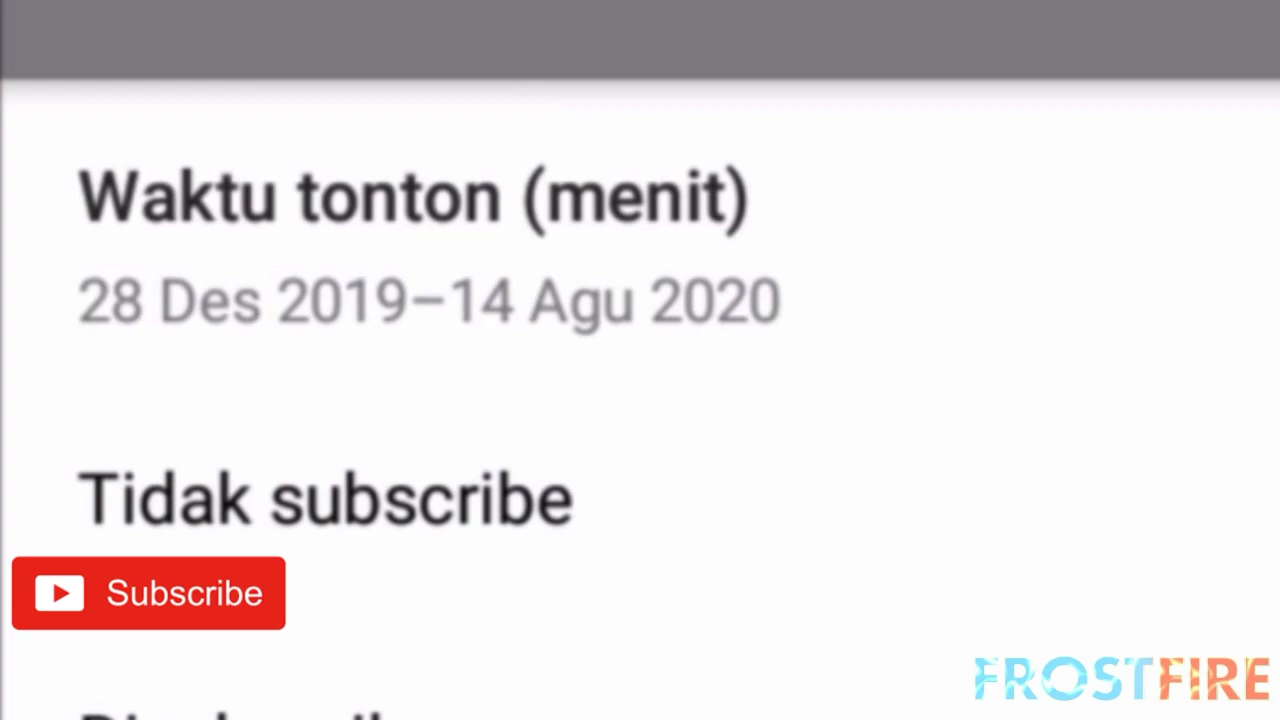 Waktu tonton (menit)
28 Des 2019–14 Agu 2020
Tidak subscribe
Subscribe
FROSTFIRE